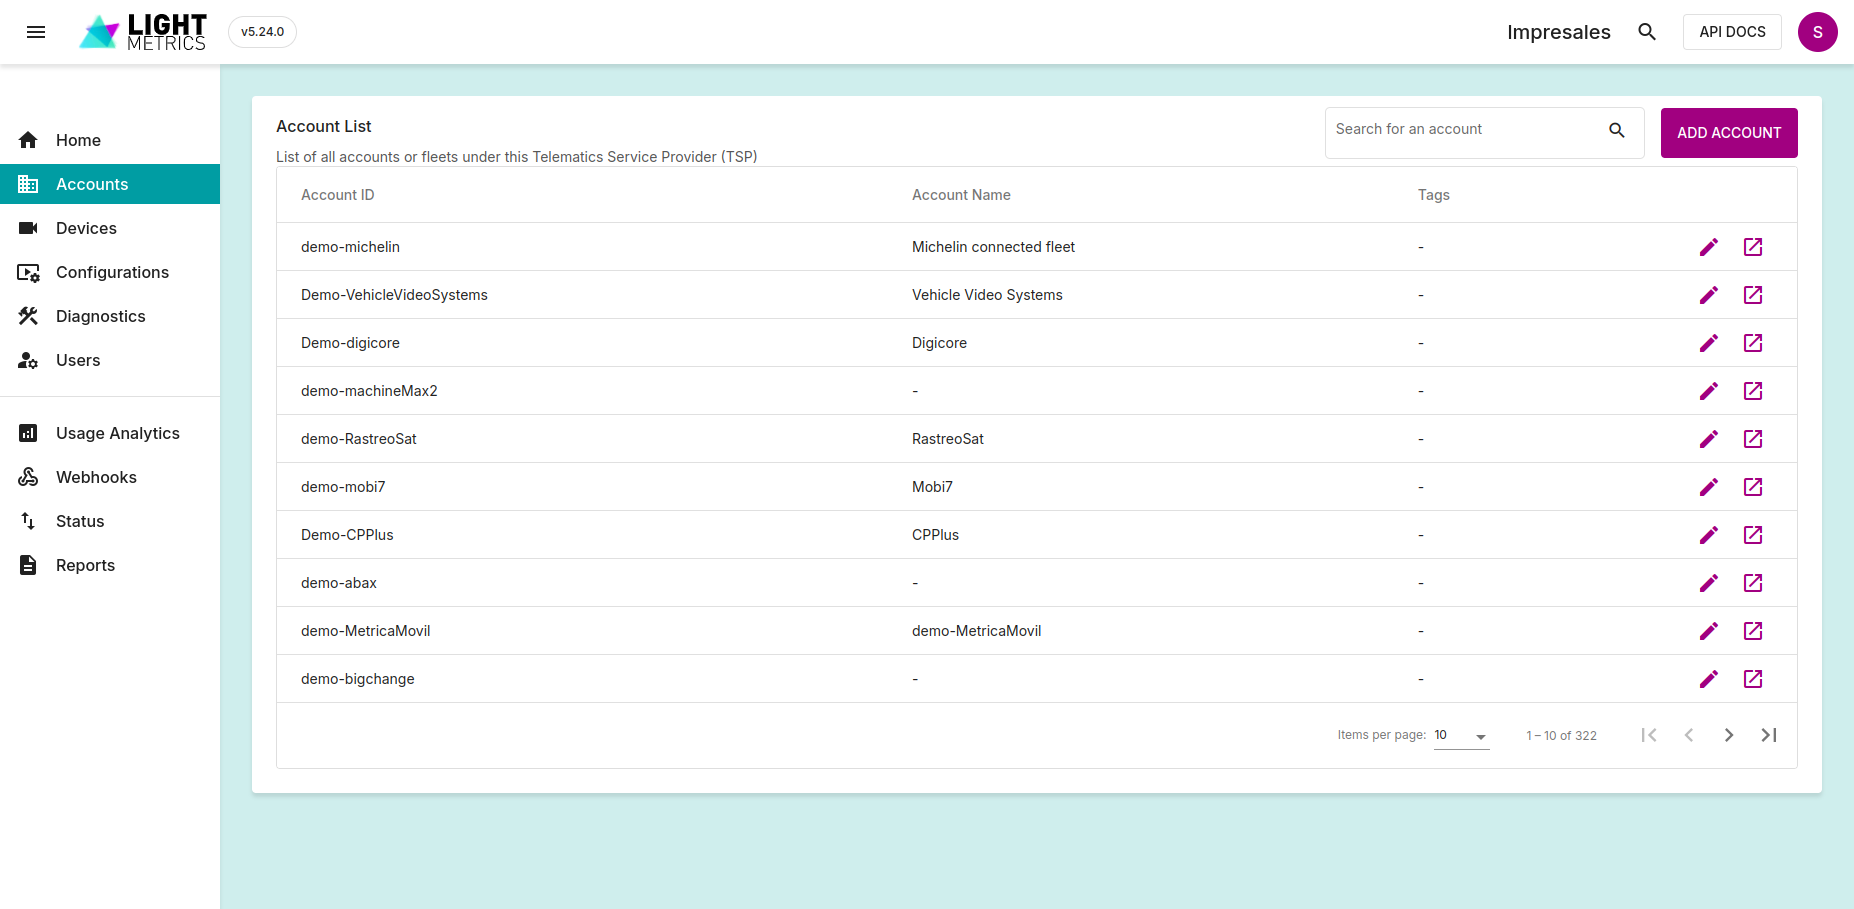 LIGHT
METRICS
v5.24.0
Impresales
API DOCS
S
Home
Accounts
Devices
Configurations
Diagnostics
Users
Usage Analytics
Webhooks
Status
Reports
Account List
List of all accounts or fleets under this Telematics Service Provider (TSP)
Search for an account
ADD ACCOUNT
Account ID Account Name Tags
demo-michelin Michelin connected fleet -
Demo-VehicleVideoSystems Vehicle Video Systems -
Demo-digicore Digicore -
demo-machineMax2 - -
demo-RastreoSat RastreoSat -
demo-mobi7 Mobi7 -
Demo-CPPlus CPPlus -
demo-abax - -
demo-MetricaMovil demo-MetricaMovil -
demo-bigchange - -
Items per page: 10 1 – 10 of 322